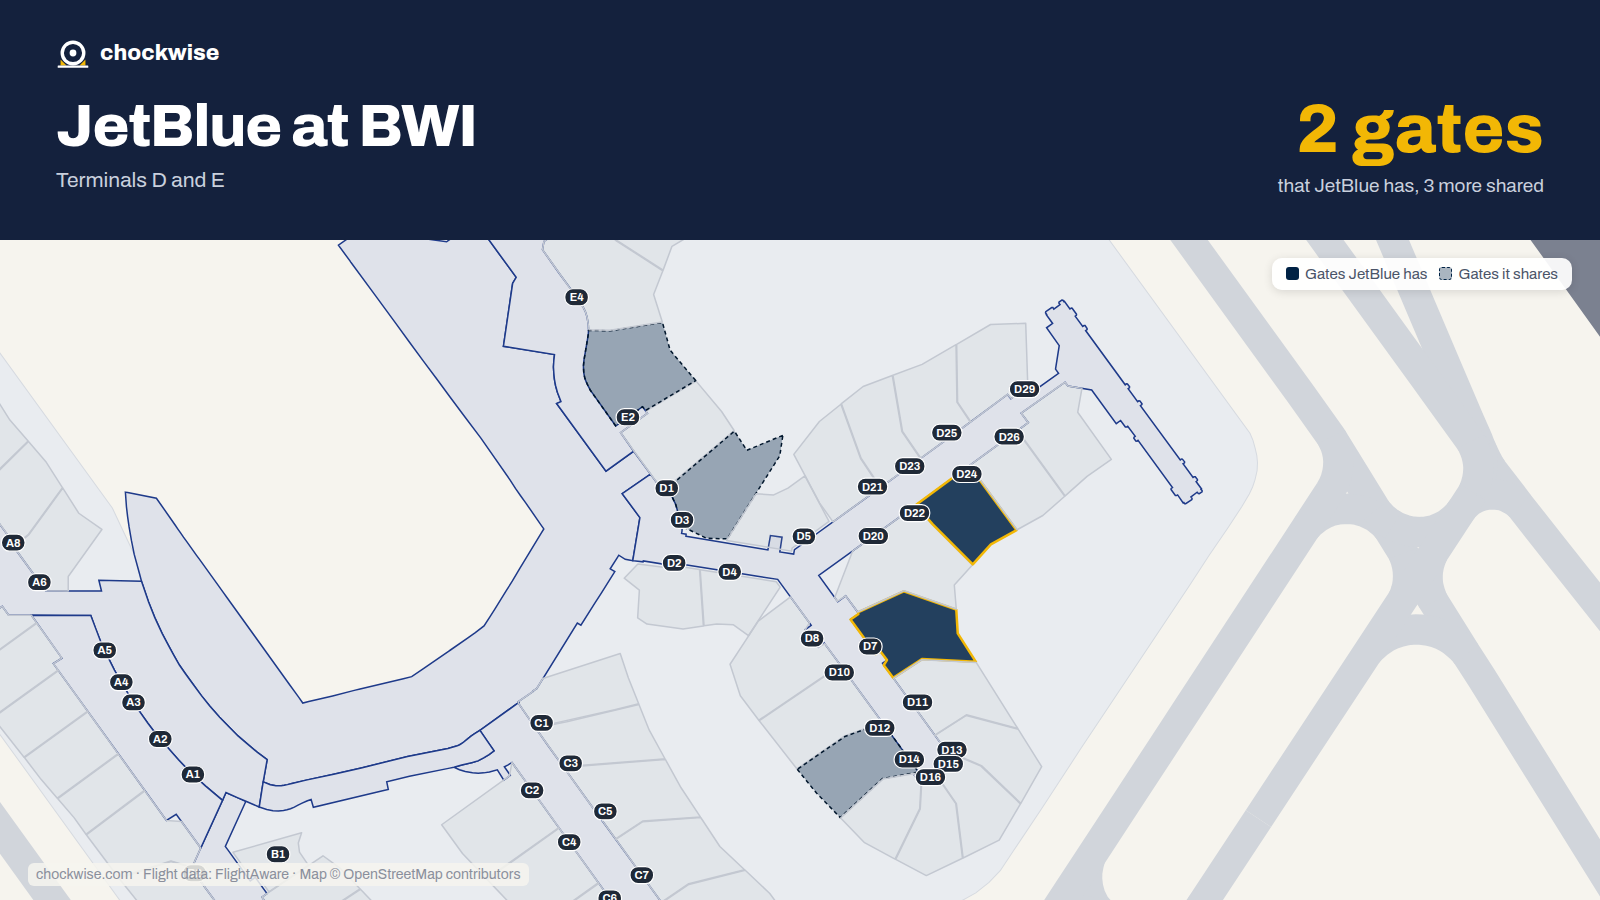 chockwise
JetBlue at BWI
Terminals D and E
2 gates
that JetBlue has, 3 more shared
Gates JetBlue has
Gates it shares
E4
E2
D29
D25
D26
D23
D24
D21
D22
D1
D3
D5
D20
D2
D4
A8
A6
D8
D7
D10
A5
A4
A3
D11
A2
C1
D12
D13
D14
D15
D16
A1
C3
C2
C5
C4
B1
C7
C6
chockwise.com · Flight data: FlightAware · Map © OpenStreetMap contributors